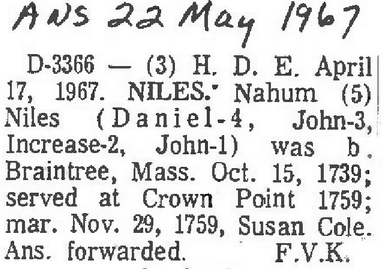 ANS 22 May 1967
D-3366 — (3) H. D. E. April
17, 1967. NILES. Nahum (5)
Niles (Daniel-4, John-3,
Increase-2, John-1) was b.
Braintree, Mass. Oct. 15, 1739;
served at Crown Point 1759;
mar. Nov. 29, 1759, Susan Cole.
Ans. forwarded. F.V.K.